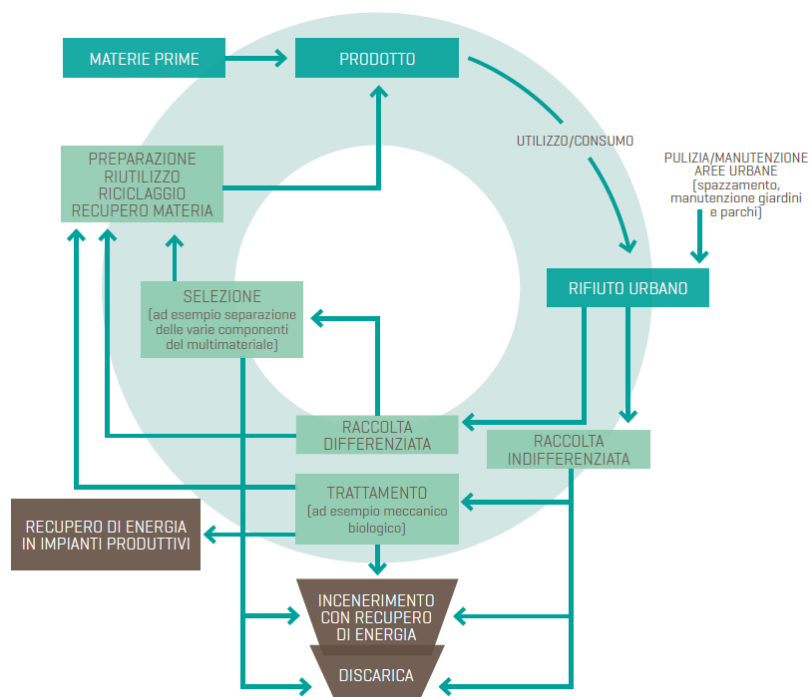 MATERIE PRIME
PRODOTTO
UTILIZZO/CONSUMO
PULIZIA/MANUTENZIONE
AREE URBANE
(spazzamento,
manutenzione giardini
e parchi)
PREPARAZIONE
RIUTILIZZO
RICICLAGGIO
RECUPERO MATERIA
RIFIUTO URBANO
SELEZIONE
(ad esempio separazione
delle varie componenti
del multimateriale)
RACCOLTA
DIFFERENZIATA
RACCOLTA
INDIFFERENZIATA
TRATTAMENTO
(ad esempio meccanico
biologico)
RECUPERO DI ENERGIA
IN IMPIANTI PRODUTTIVI
INCENERIMENTO
CON RECUPERO
DI ENERGIA
DISCARICA